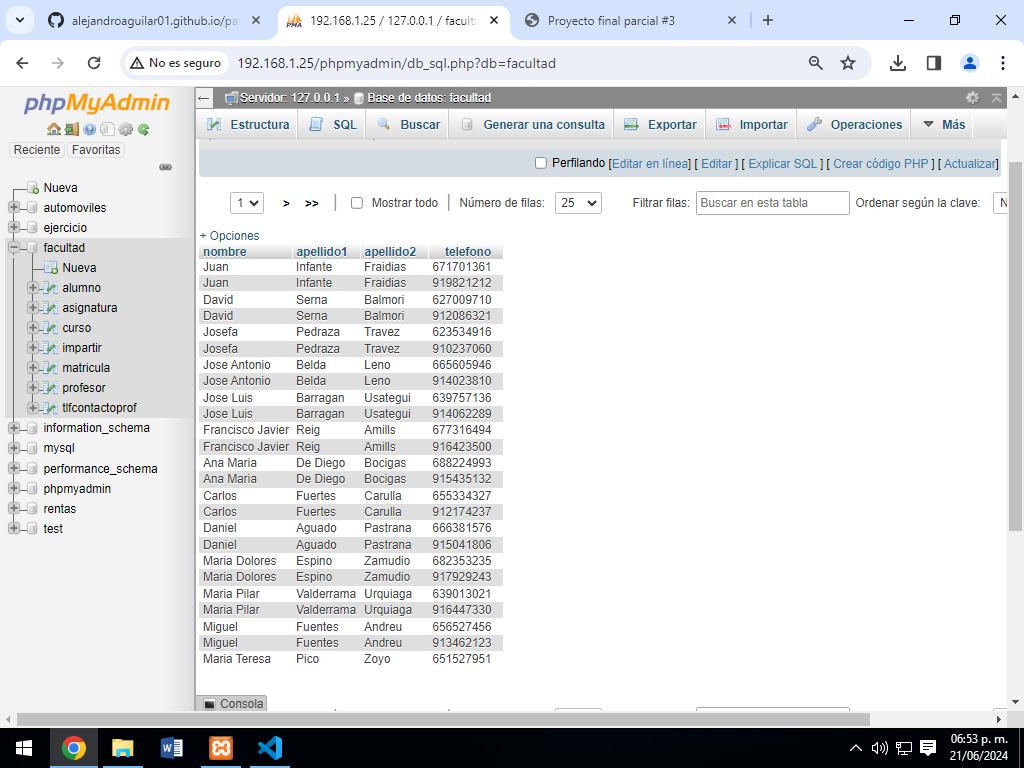 alejandroaguilar01.github.io/pa
192.168.1.25 / 127.0.0.1 / faculta
Proyecto final parcial #3
No es seguro
192.168.1.25/phpmyadmin/db_sql.php?db=facultad
phpMyAdmin
Reciente Favoritas
Nueva
automoviles
ejercicio
facultad
Nueva
alumno
asignatura
curso
impartir
matricula
profesor
tlfcontactoprof
information_schema
mysql
performance_schema
phpmyadmin
rentas
test
Servidor: 127.0.0.1 » Base de datos: facultad
Estructura SQL Buscar Generar una consulta Exportar Importar Operaciones Más
Perfilando [Editar en línea] [ Editar ] [ Explicar SQL ] [ Crear código PHP ] [ Actualizar]
1 > >> | Mostrar todo | Número de filas: 25 Filtrar filas: Buscar en esta tabla Ordenar según la clave: N
+ Opciones
nombre apellido1 apellido2 telefono
Juan Infante Fraidias 671701361
Juan Infante Fraidias 919821212
David Serna Balmori 627009710
David Serna Balmori 912086321
Josefa Pedraza Travez 623534916
Josefa Pedraza Travez 910237060
Jose Antonio Belda Leno 665605946
Jose Antonio Belda Leno 914023810
Jose Luis Barragan Usategui 639757136
Jose Luis Barragan Usategui 914062289
Francisco Javier Reig Amills 677316494
Francisco Javier Reig Amills 916423500
Ana Maria De Diego Bocigas 688224993
Ana Maria De Diego Bocigas 915435132
Carlos Fuertes Carulla 655334327
Carlos Fuertes Carulla 912174237
Daniel Aguado Pastrana 666381576
Daniel Aguado Pastrana 915041806
Maria Dolores Espino Zamudio 682353235
Maria Dolores Espino Zamudio 917929243
Maria Pilar Valderrama Urquiaga 639013021
Maria Pilar Valderrama Urquiaga 916447330
Miguel Fuentes Andreu 656527456
Miguel Fuentes Andreu 913462123
Maria Teresa Pico Zoyo 651527951
Consola
06:53 p. m.
21/06/2024